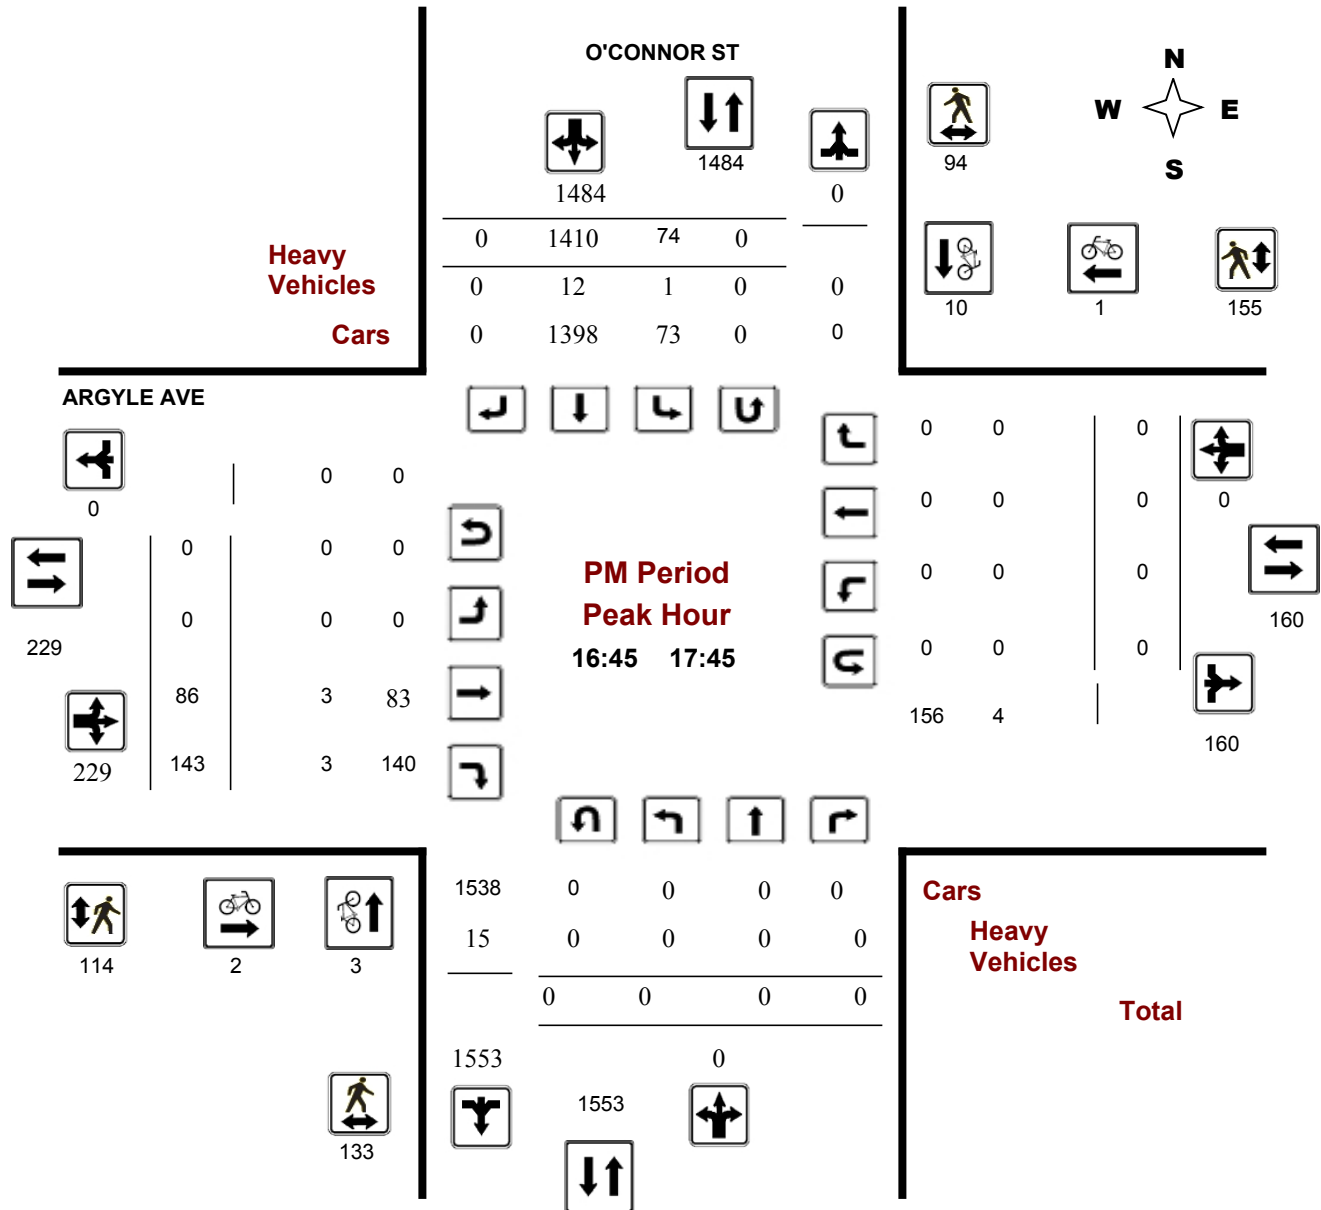 O'CONNOR ST
N
W E
S
1484
94
1484 0
0 1410 74 0
Heavy
Vehicles 0 12 1 0 0
10 1 155
Cars 0 1398 73 0 0
ARGYLE AVE
0 0 0
0 0
0
0 0 0 0
0 0 0
PM Period
0 0 0
Peak Hour
0 0 0
160
229
16:45 17:45
0 0 0
86 3 83
156 4
160
229 143 3 140
1538 0 0 0 0
Cars
15 0 0 0 0
Heavy
Vehicles
114 2 3
0 0 0 0
Total
1553 0
1553
133